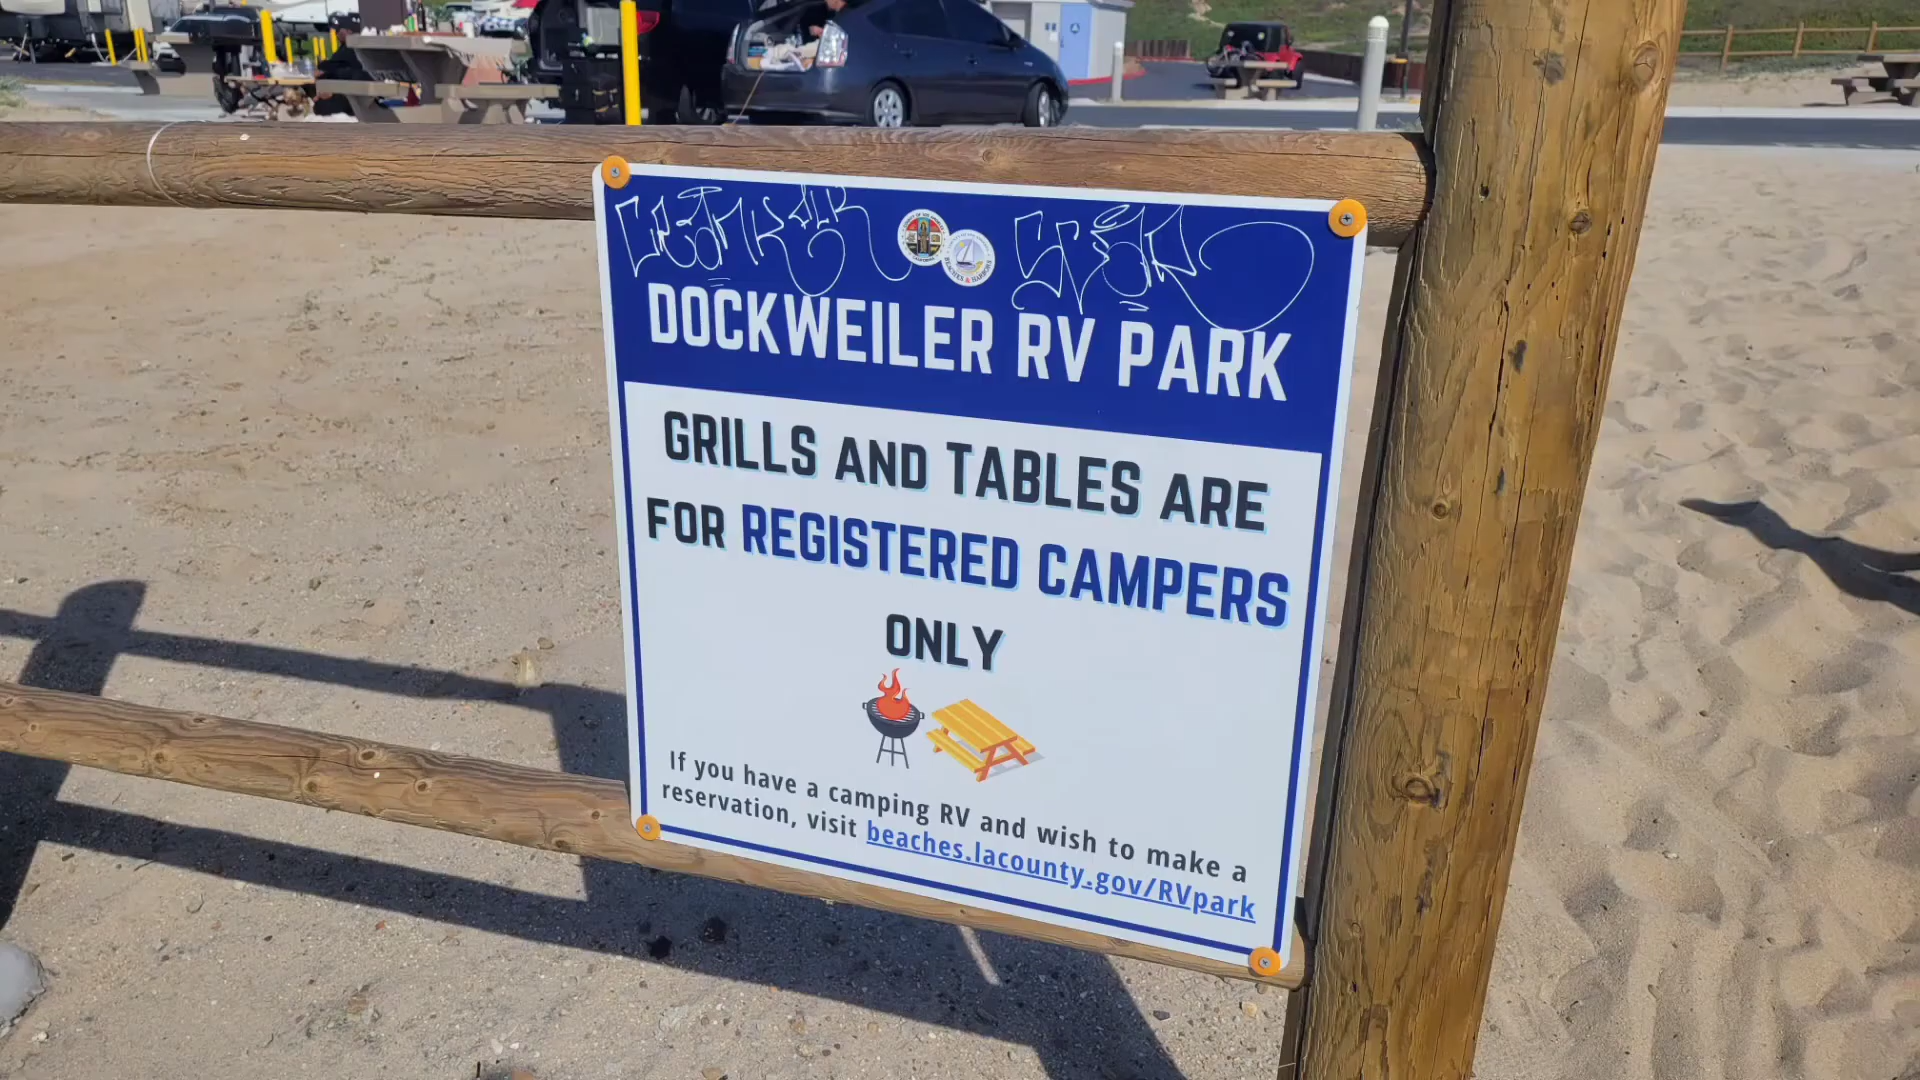 DOCKWEILER RV PARK
GRILLS AND TABLES ARE
FOR REGISTERED CAMPERS
ONLY
If you have a camping RV and wish to make a
reservation, visit beaches.lacounty.gov/RVpark